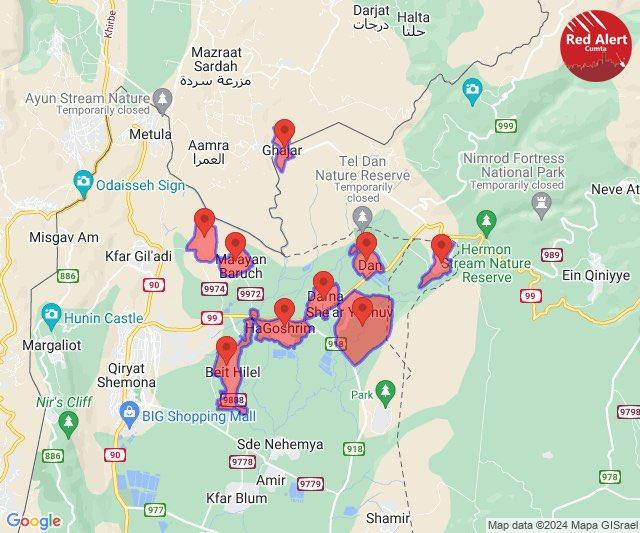 Darjat
درجات
Halta
حلتا
Red Alert
Cumta
Khirbe
Mazraat
Sardah
مزرعة سردة
Ayun Stream Nature
Temporarily closed
Metula
Aamra
العمرا
Ghajar
999
Tel Dan
Nature Reserve
Temporarily closed
Nimrod Fortress
National Park
Temporarily closed
Neve At
Odaisseh Sign
Misgav Am
Kfar Gil'adi
Ma'ayan
Baruch
Dan
Hermon
Stream Nature
Reserve
989
Ein Qiniyye
886
90
9974
9972
99
99
Dafna
She'ar Yashuv
Hunin Castle
HaGoshrim
918
Margaliot
Qiryat
Shemona
Beit Hilel
Nir's Cliff
9888
Park
BIG Shopping Mall
9798
886
90
Sde Nehemya
9778
918
978
Amir
9779
Kfar Blum
977
Shamir
Google
Map data ©2024 Mapa GISrael